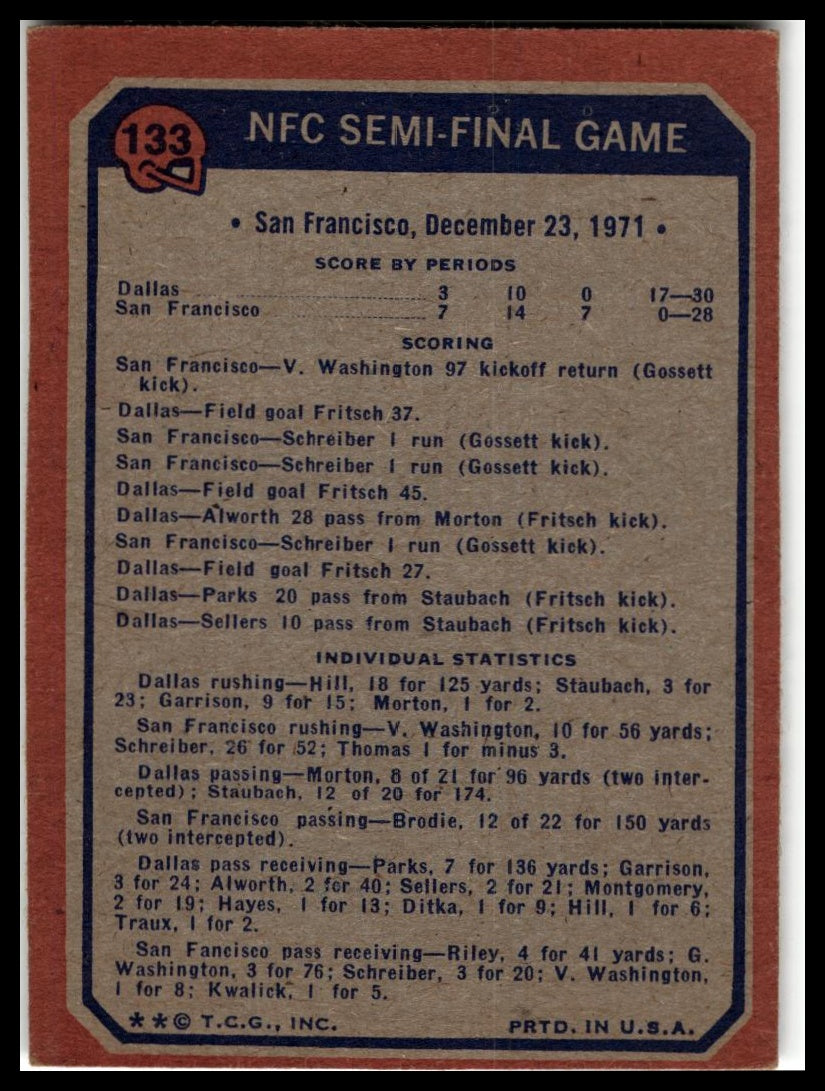 133
NFC SEMI-FINAL GAME
• San Francisco, December 23, 1971 •
SCORE BY PERIODS
Dallas 3 10 0 17—30
San Francisco 7 14 7 0—28
SCORING
San Francisco—V. Washington 97 kickoff return (Gossett
kick).
Dallas—Field goal Fritsch 37.
San Francisco—Schreiber 1 run (Gossett kick).
San Francisco—Schreiber 1 run (Gossett kick).
Dallas—Field goal Fritsch 45.
Dallas—Alworth 28 pass from Morton (Fritsch kick).
San Francisco—Schreiber 1 run (Gossett kick).
Dallas—Field goal Fritsch 27.
Dallas—Parks 20 pass from Staubach (Fritsch kick).
Dallas—Sellers 10 pass from Staubach (Fritsch kick).
INDIVIDUAL STATISTICS
Dallas rushing—Hill, 18 for 125 yards; Staubach, 3 for
23; Garrison, 9 for 15; Morton, 1 for 2.
San Francisco rushing—V. Washington, 10 for 56 yards;
Schreiber, 26 for 52; Thomas 1 for minus 3.
Dallas passing—Morton, 8 of 21 for 96 yards (two inter-
cepted); Staubach, 12 of 20 for 174.
San Francisco passing—Brodie, 12 of 22 for 150 yards
(two intercepted).
Dallas pass receiving—Parks, 7 for 136 yards; Garrison,
3 for 24; Alworth, 2 for 40; Sellers, 2 for 21; Montgomery,
2 for 19; Hayes, 1 for 13; Ditka, 1 for 9; Hill, 1 for 6;
Traux, 1 for 2.
San Fancisco pass receiving—Riley, 4 for 41 yards; G.
Washington, 3 for 76; Schreiber, 3 for 20; V. Washington,
1 for 8; Kwalick, 1 for 5.
**© T.C.G., INC. PRTD. IN U.S.A.